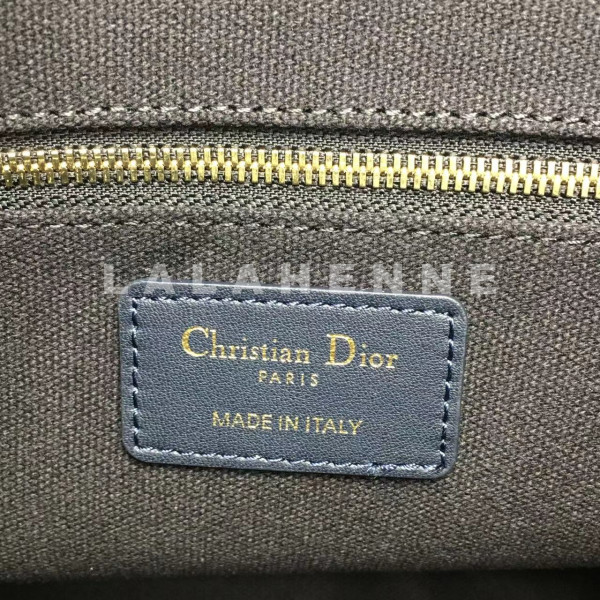 LALAHENNE
Christian Dior
PARIS
MADE IN ITALY